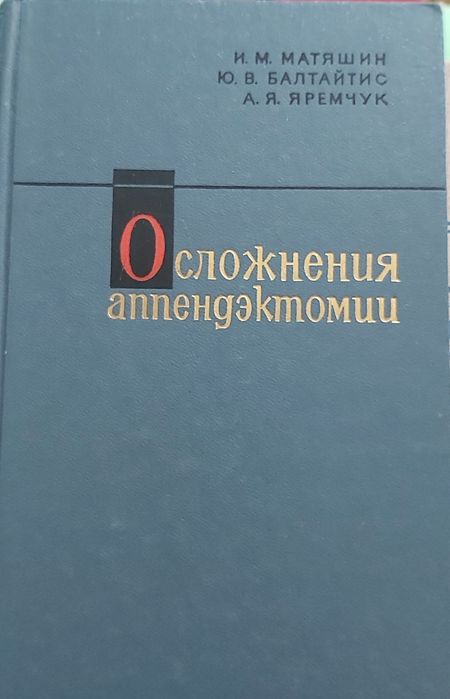 И. М. МАТЯШИН
Ю. В. БАЛТАЙТИС
А. Я. ЯРЕМЧУК
Осложнения
аппендэктомии